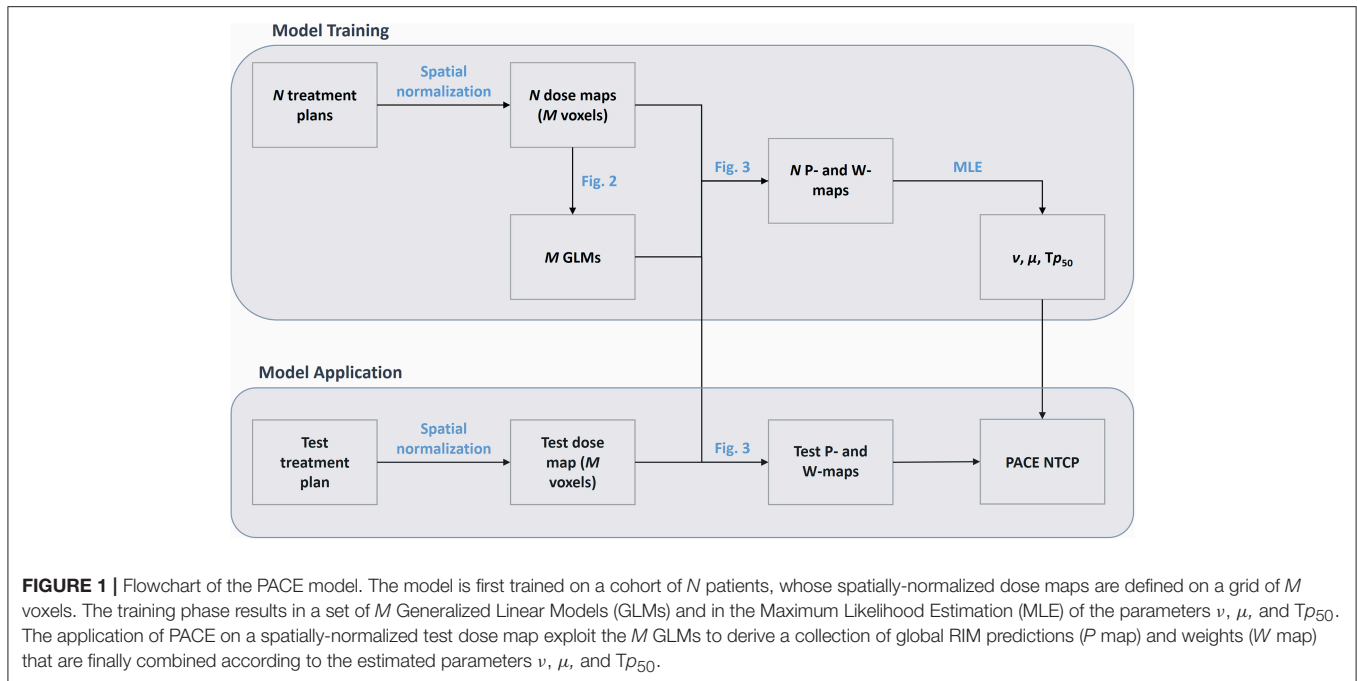 Model Training
N treatment
plans
Spatial
normalization
N dose maps
(M voxels)
Fig. 2
M GLMs
Fig. 3
N P- and W-
maps
MLE
ν, μ, Tp50
Model Application
Test
treatment
plan
Spatial
normalization
Test dose
map (M
voxels)
Fig. 3
Test P- and
W-maps
PACE NTCP
FIGURE 1 | Flowchart of the PACE model. The model is first trained on a cohort of N patients, whose spatially-normalized dose maps are defined on a grid of M
voxels. The training phase results in a set of M Generalized Linear Models (GLMs) and in the Maximum Likelihood Estimation (MLE) of the parameters ν, μ, and Tp50.
The application of PACE on a spatially-normalized test dose map exploit the M GLMs to derive a collection of global RIM predictions (P map) and weights (W map)
that are finally combined according to the estimated parameters ν, μ, and Tp50.